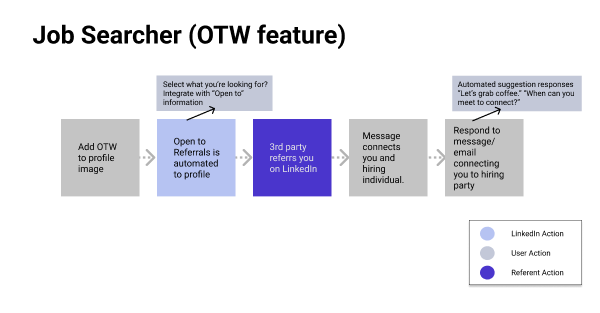 Job Searcher (OTW feature)
Select what you're looking for?
Integrate with "Open to"
information
Automated suggestion responses
"Let's grab coffee." "When can you
meet to connect?"
Add OTW
to profile
image
Open to
Referrals is
automated
to profile
3rd party
referrs you
on LinkedIn
Message
connects
you and
hiring
individual.
Respond to
message/
email
connecting
you to hiring
party
LinkedIn Action
User Action
Referent Action